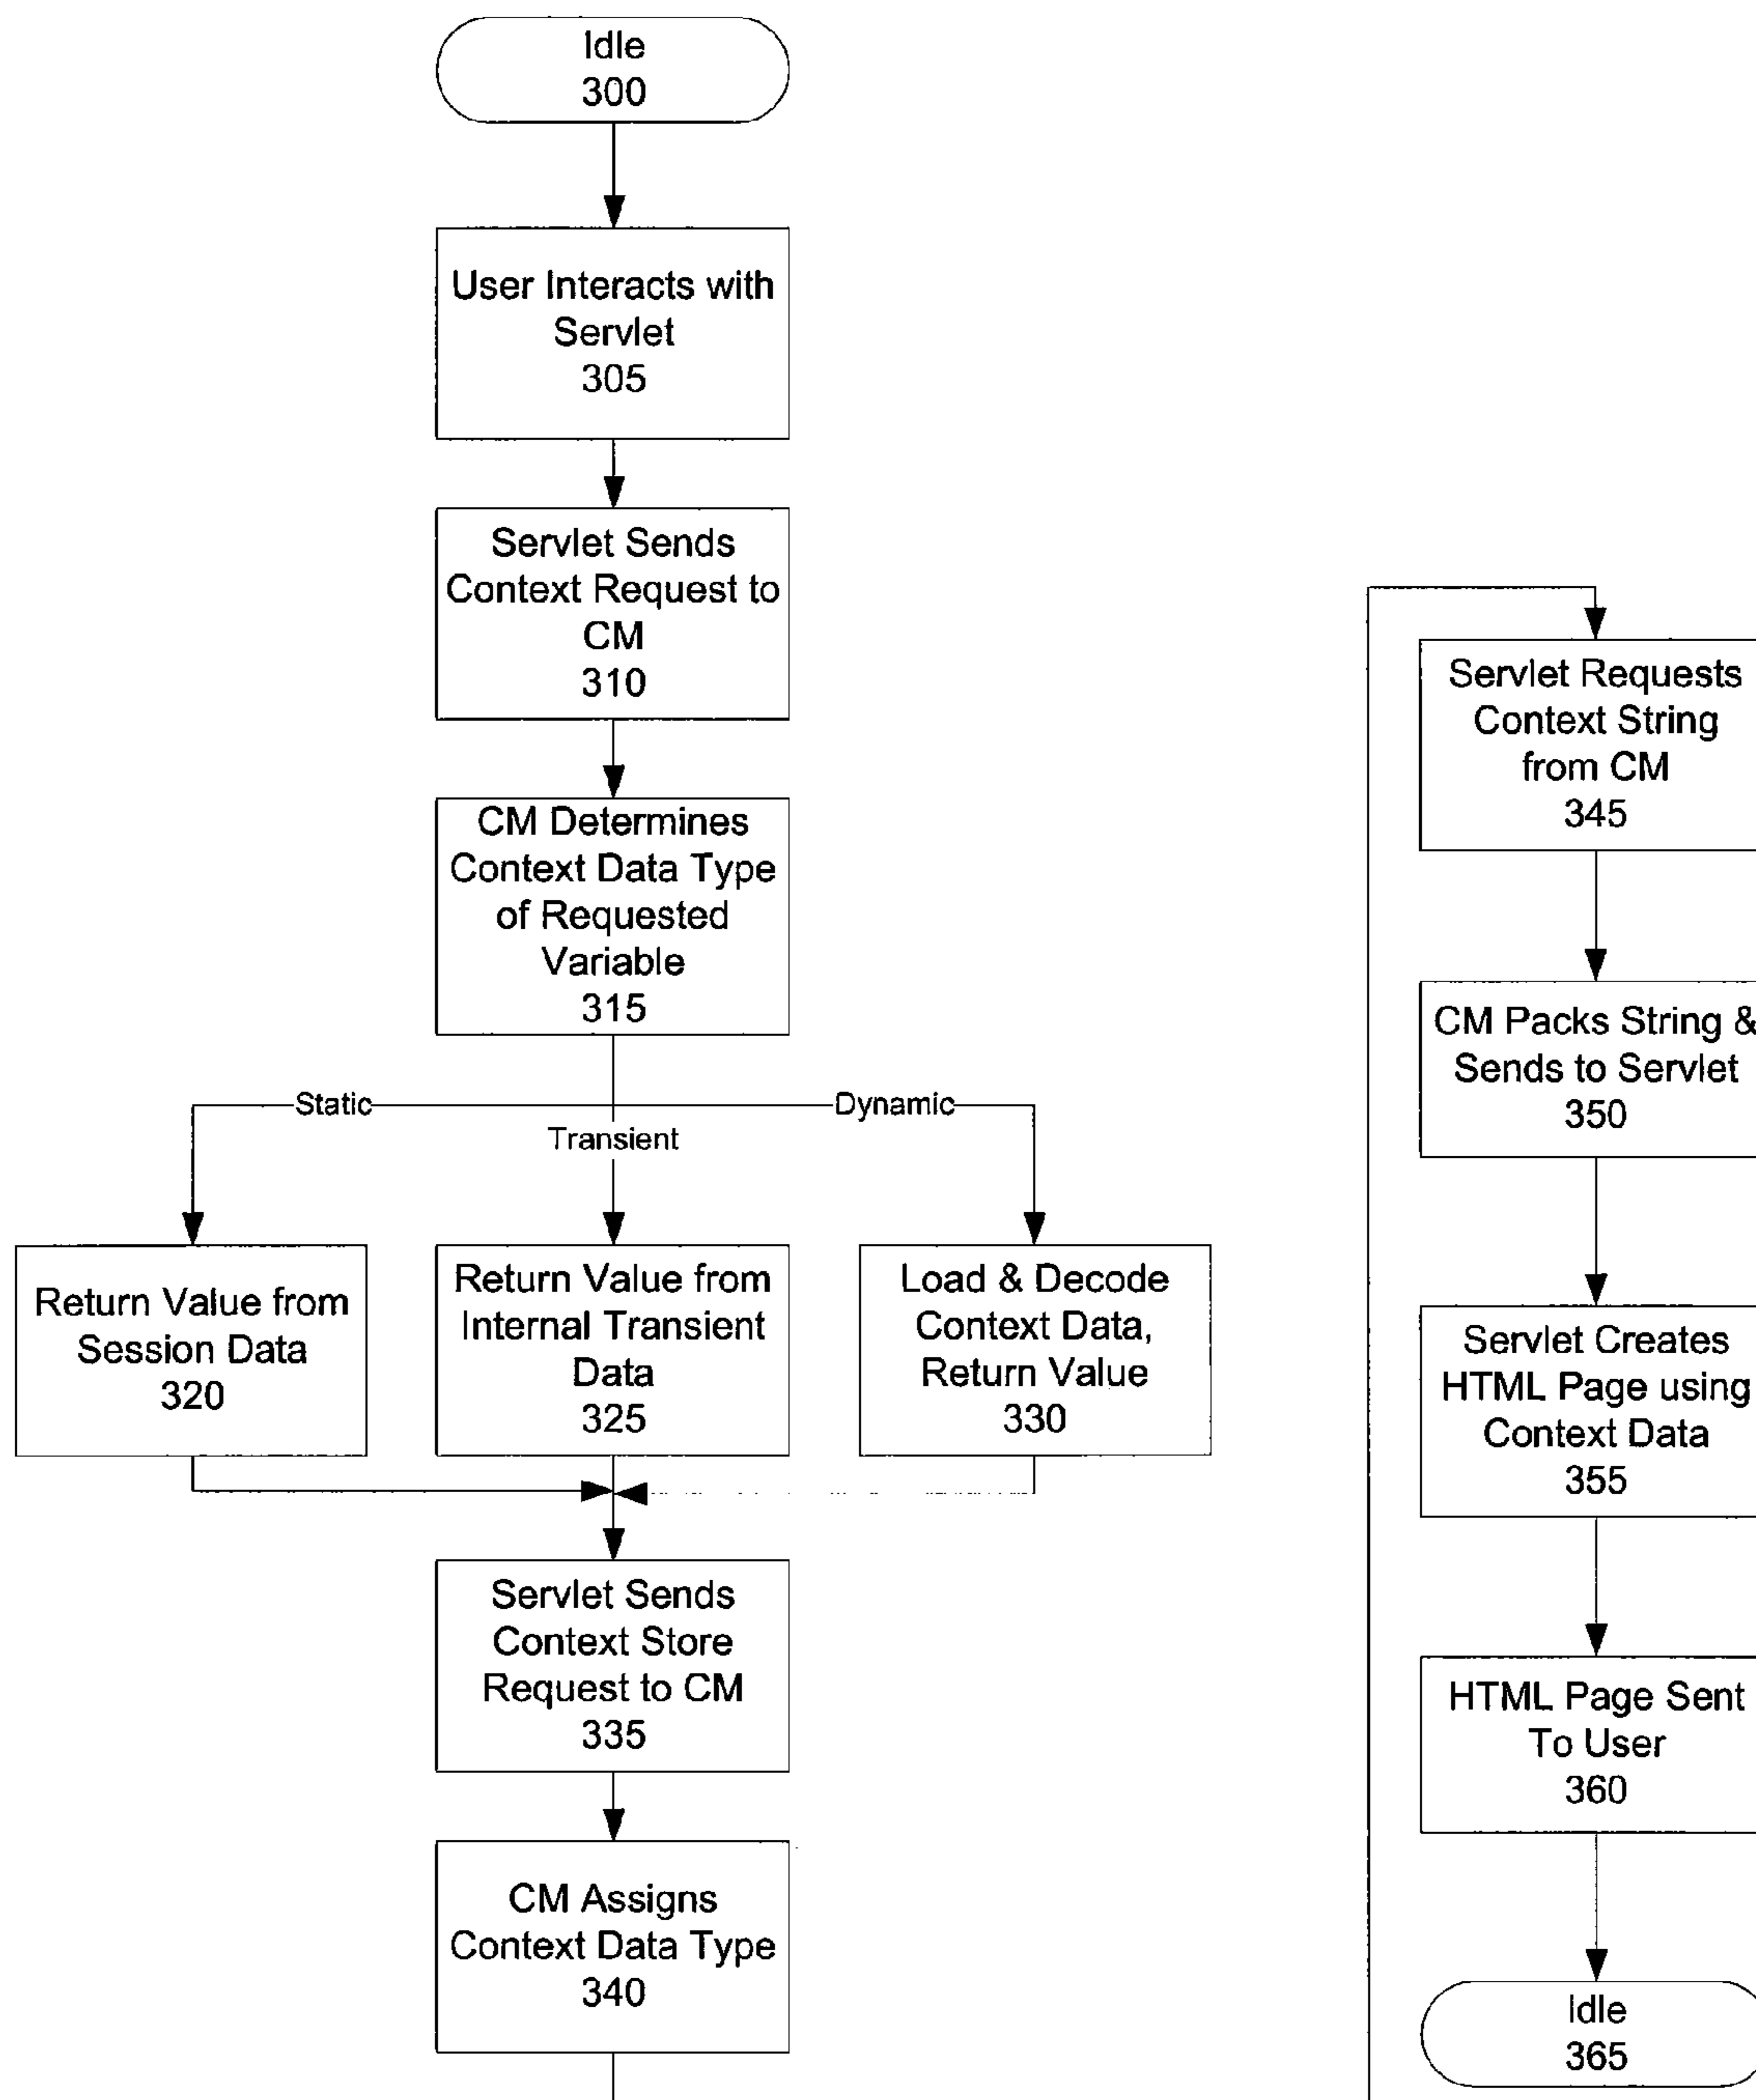 Idle
300
User Interacts with
Servlet
305
Servlet Sends
Context Request to
CM
310
CM Determines
Context Data Type
of Requested
Variable
315
Static
Transient
Dynamic
Return Value from
Session Data
320
Return Value from
Internal Transient
Data
325
Load & Decode
Context Data,
Return Value
330
Servlet Sends
Context Store
Request to CM
335
CM Assigns
Context Data Type
340
Servlet Requests
Context String
from CM
345
CM Packs String &
Sends to Servlet
350
Servlet Creates
HTML Page using
Context Data
355
HTML Page Sent
To User
360
Idle
365